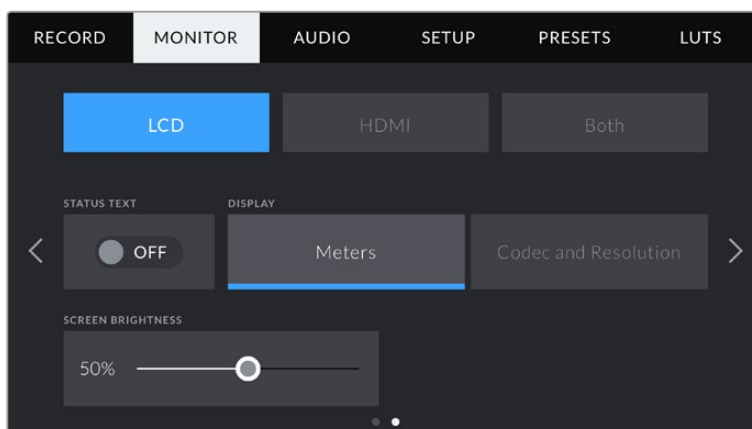 RECORD MONITOR AUDIO SETUP PRESETS LUTS
LCD HDMI Both
STATUS TEXT DISPLAY
OFF Meters Codec and Resolution
SCREEN BRIGHTNESS
50%